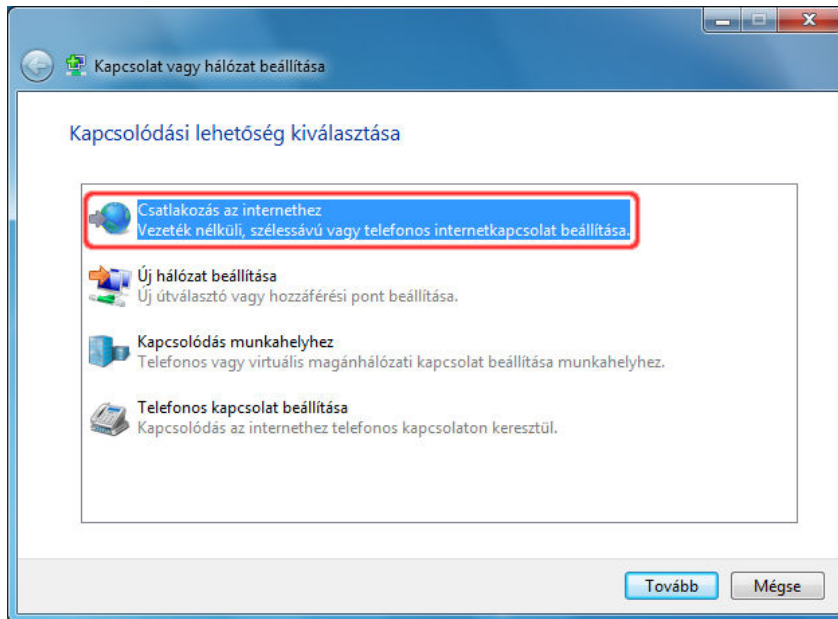 Kapcsolat vagy hálózat beállítása
Kapcsolódási lehetőség kiválasztása
Csatlakozás az internethez
Vezeték nélküli, szélessávú vagy telefonos internetkapcsolat beállítása.
Új hálózat beállítása
Új útválasztó vagy hozzáférési pont beállítása.
Kapcsolódás munkahelyhez
Telefonos vagy virtuális magánhálózati kapcsolat beállítása munkahelyhez.
Telefonos kapcsolat beállítása
Kapcsolódás az internethez telefonos kapcsolaton keresztül.
Tovább
Mégse